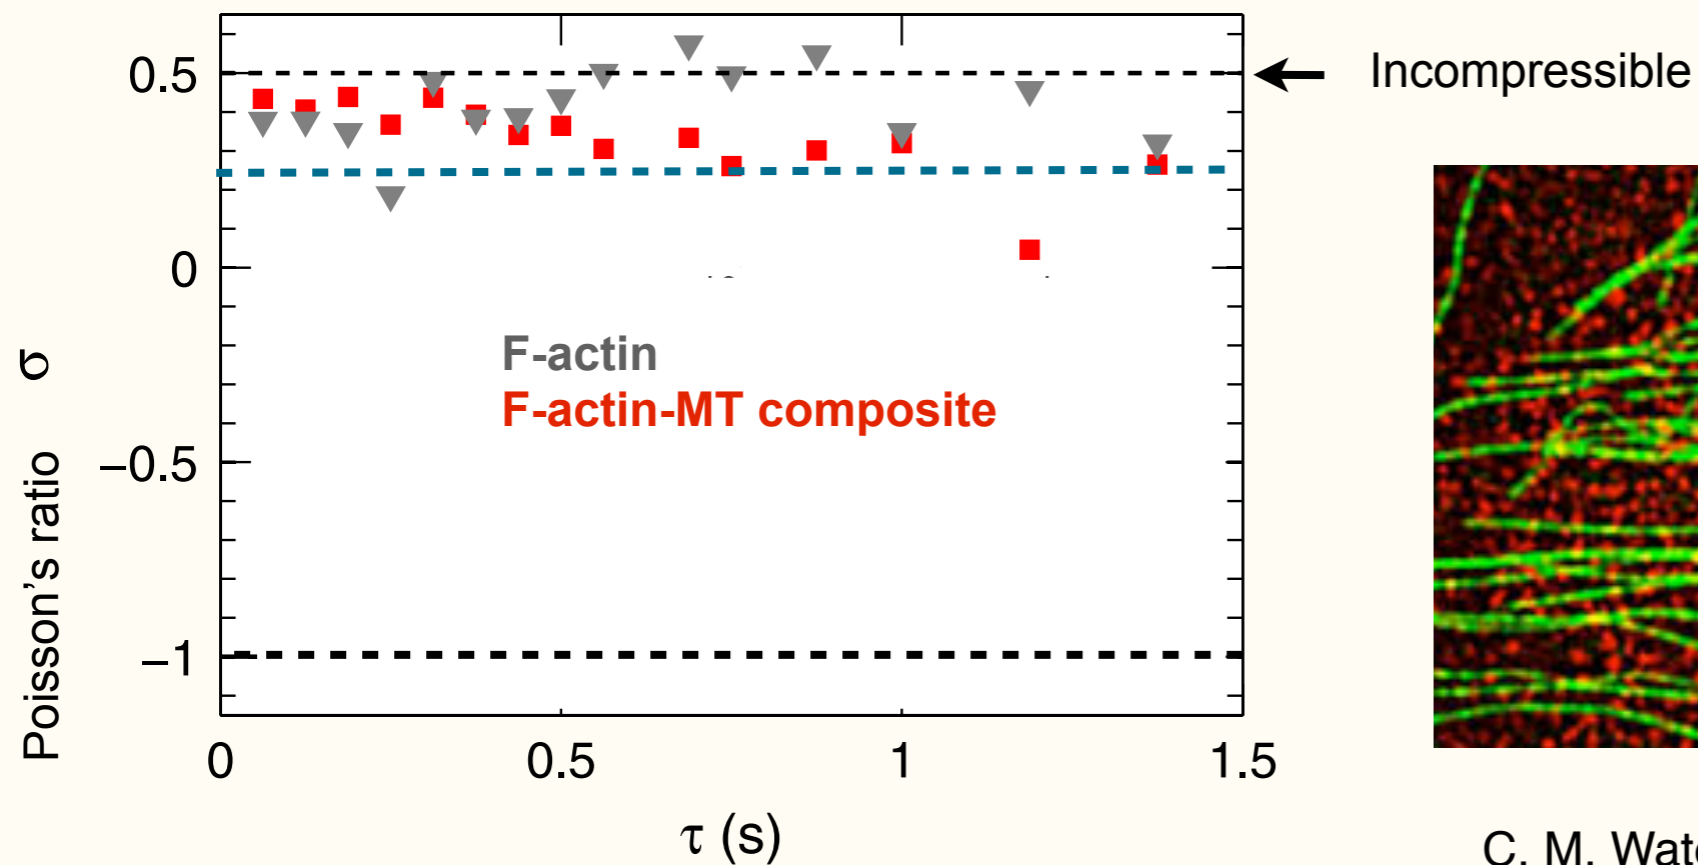 0.5
0
−0.5
−1
Poisson's ratio σ
0
0.5
1
1.5
τ (s)
F-actin
F-actin-MT composite
Incompressible
C. M.